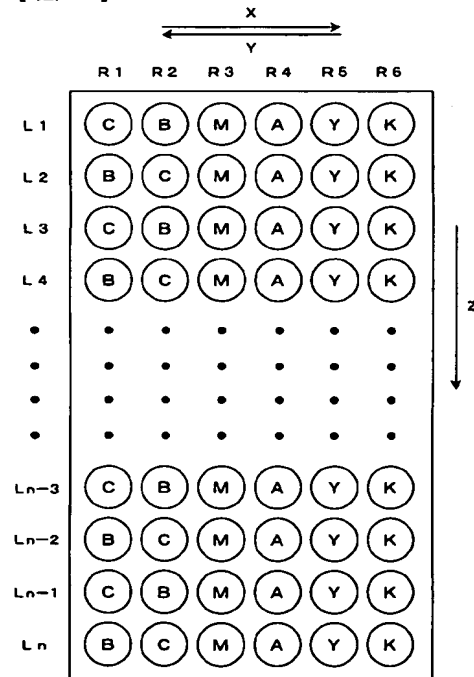 X
Y
R1 R2 R3 R4 R5 R6
L1 C B M A Y K
L2 B C M A Y K
L3 C B M A Y K
L4 B C M A Y K
Z
Ln-3 C B M A Y K
Ln-2 B C M A Y K
Ln-1 C B M A Y K
Ln B C M A Y K